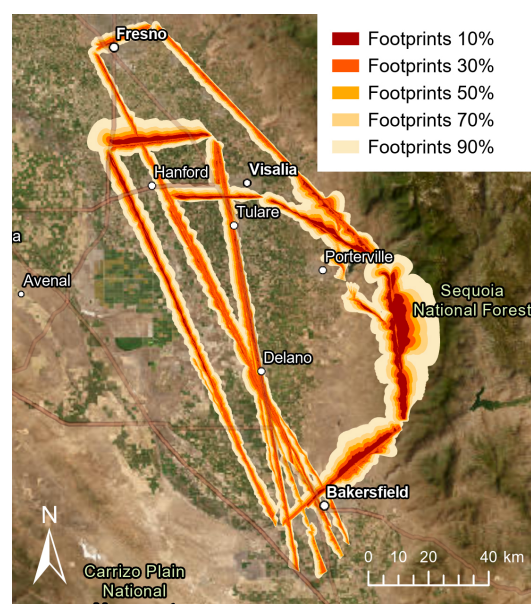 Fresno
Footprints 10%
Footprints 30%
Footprints 50%
Footprints 70%
Footprints 90%
Hanford
Visalia
Tulare
a
Porterville
Avenal
Sequoia
National Forest
Delano
Bakersfield
N
0 10 20 40 km
Carrizo Plain
National